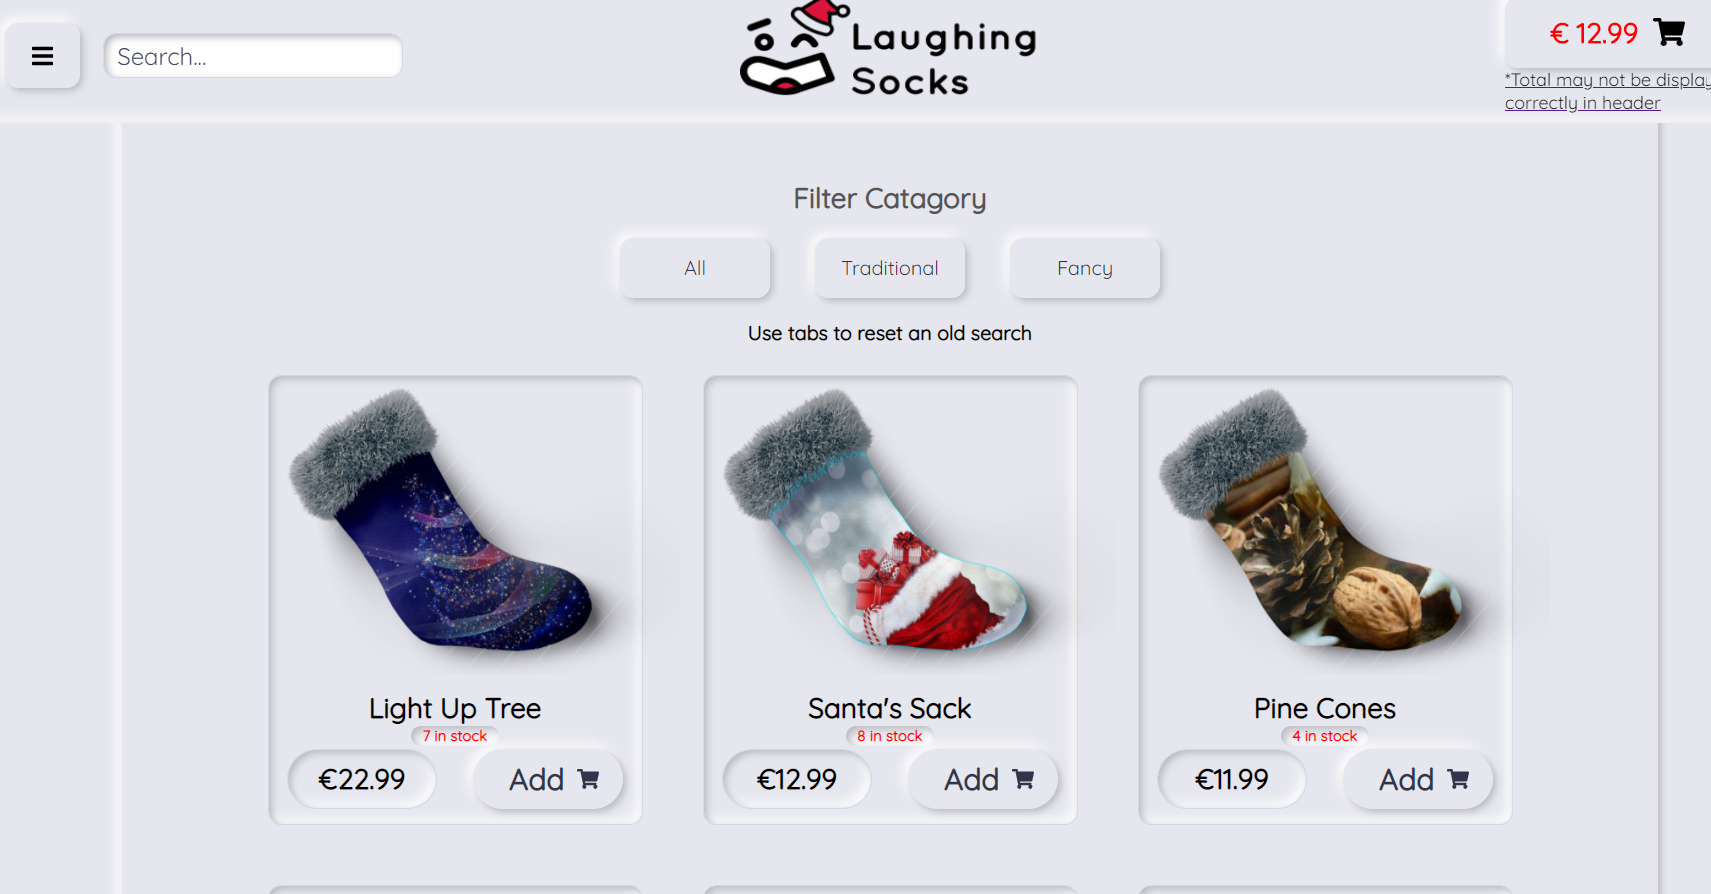 Search...
Laughing
Socks
€ 12.99
*Total may not be display
correctly in header
Filter Catagory
All
Traditional
Fancy
Use tabs to reset an old search
Light Up Tree
7 in stock
€22.99
Add
Santa's Sack
8 in stock
€12.99
Add
Pine Cones
4 in stock
€11.99
Add